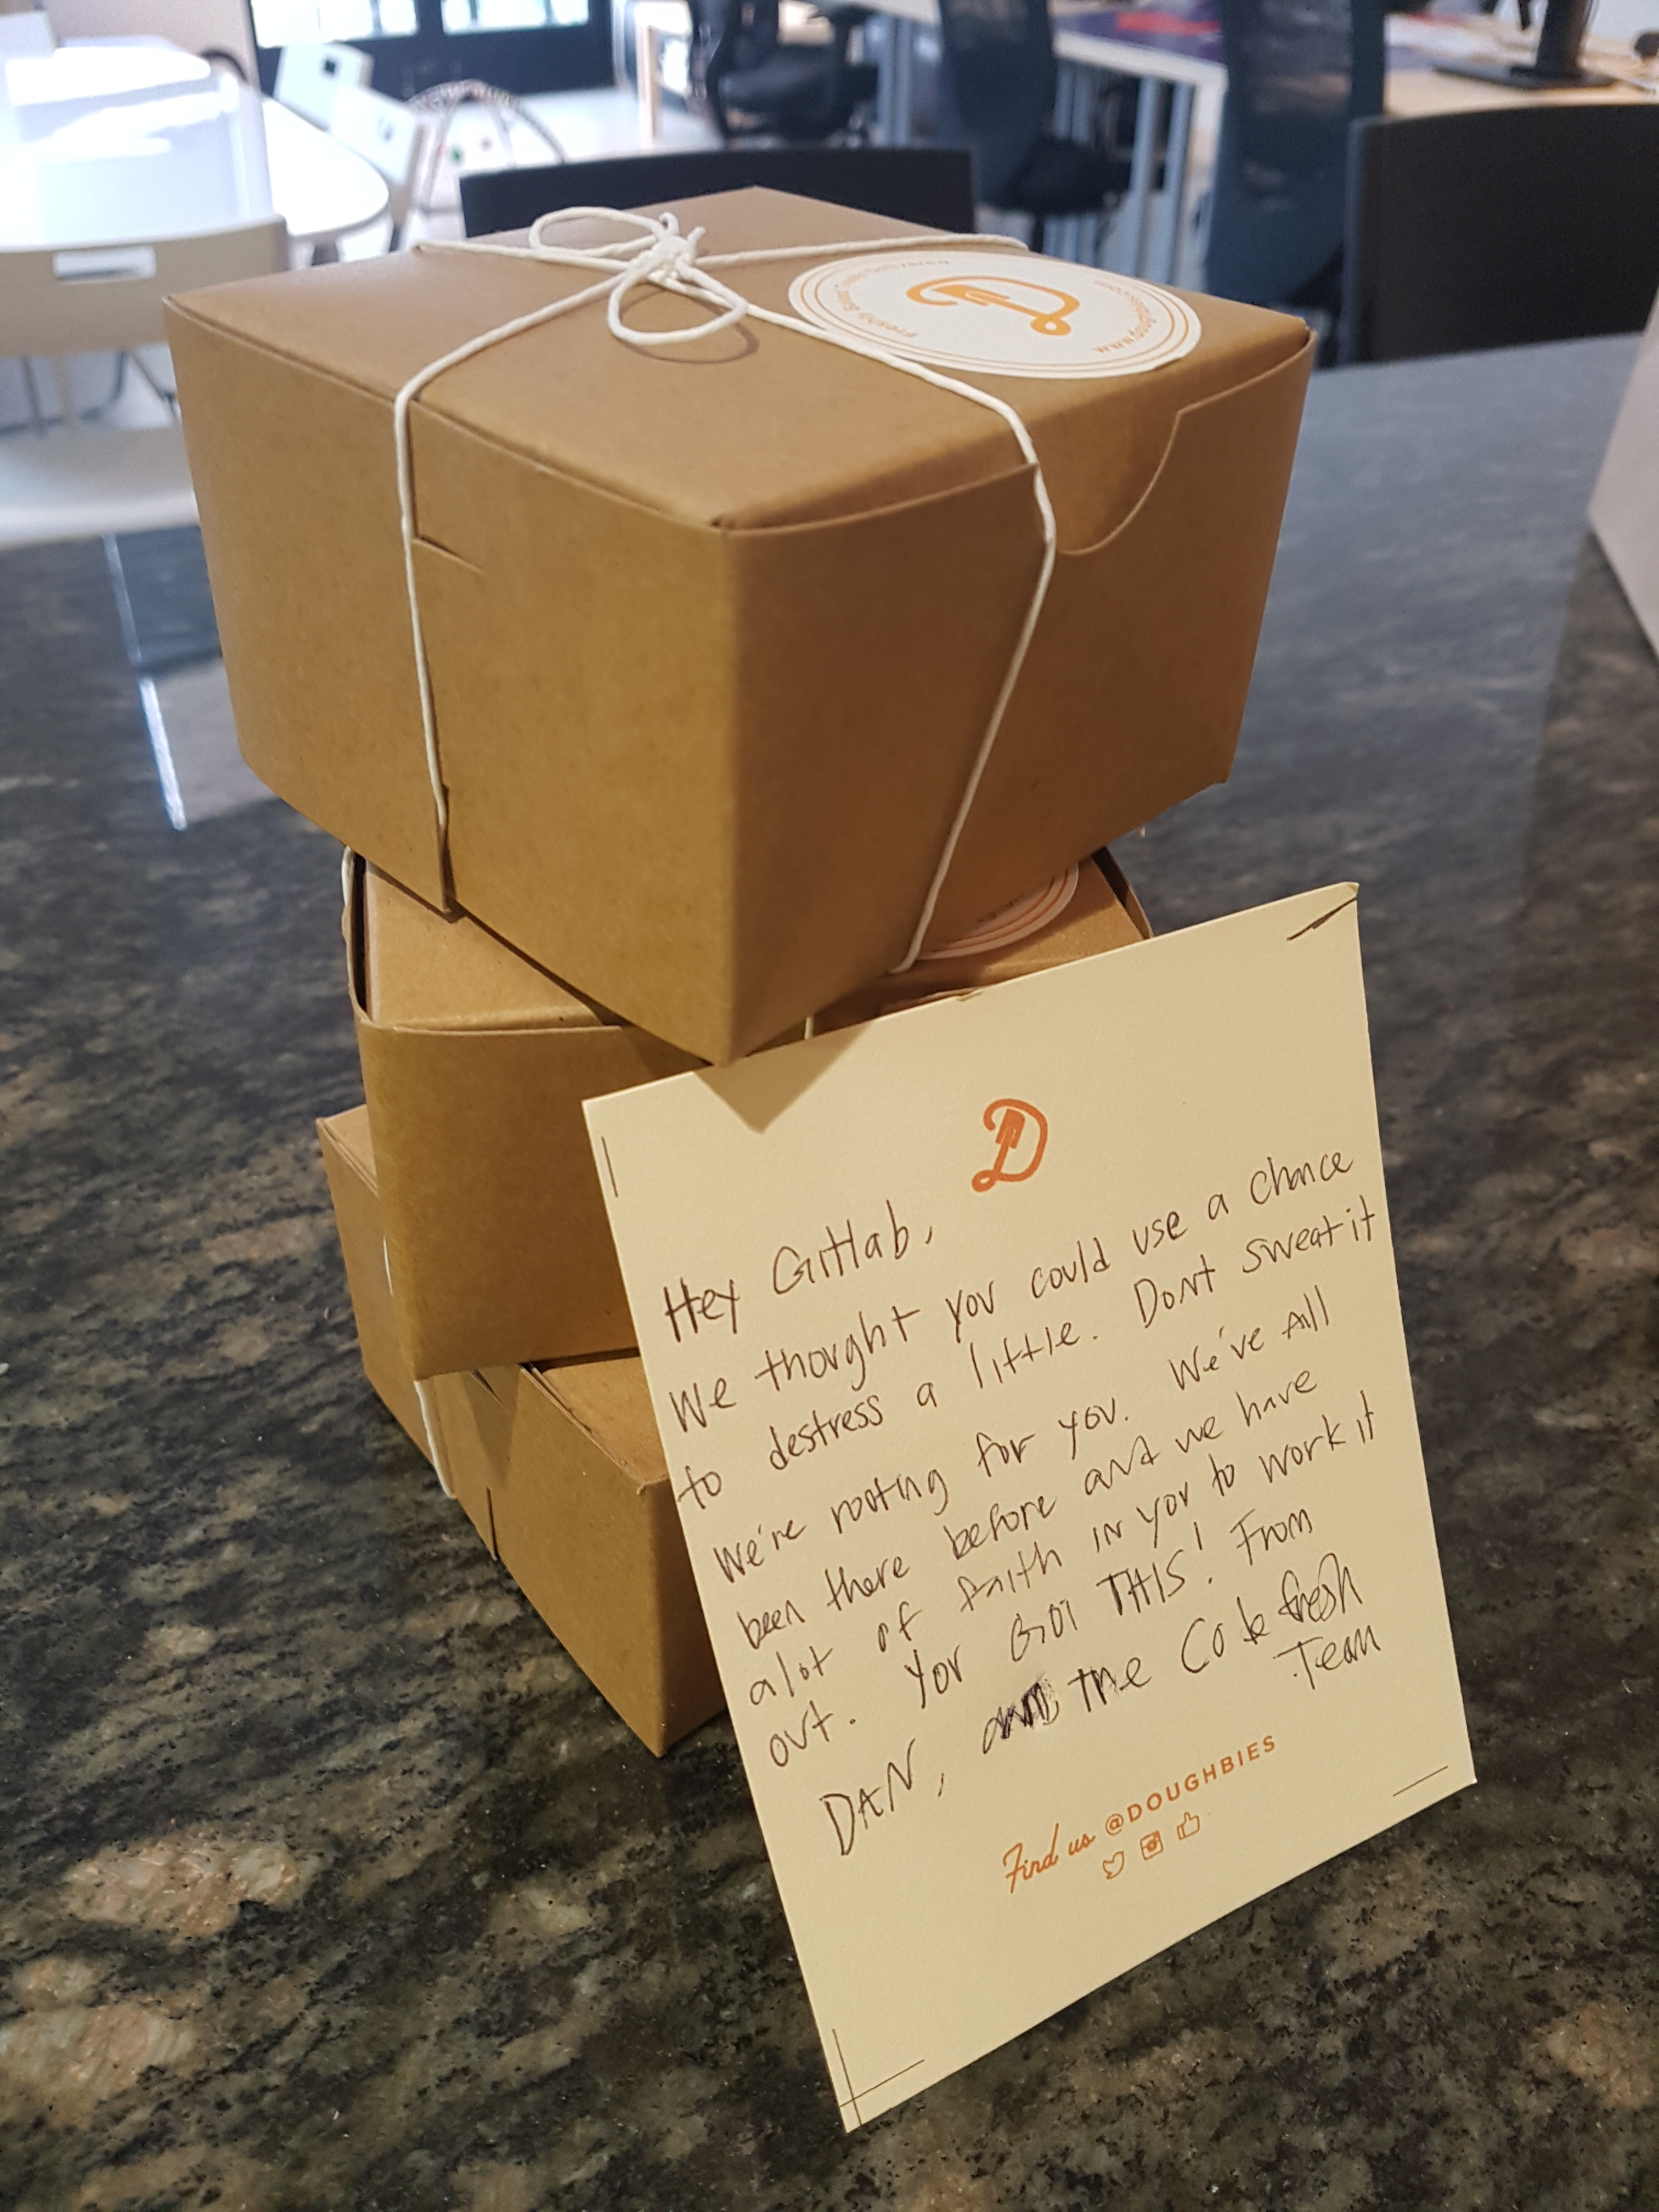 D
Hey Gitlab,
We thought you could use a chance
to destress a little. Dont sweat it
We're rooting for you. We've All
been there before and we have
alot of faith in you to work it
out. You GOT THIS! From
DAN, the Codefresh
Team
Find us @DOUGHBIES